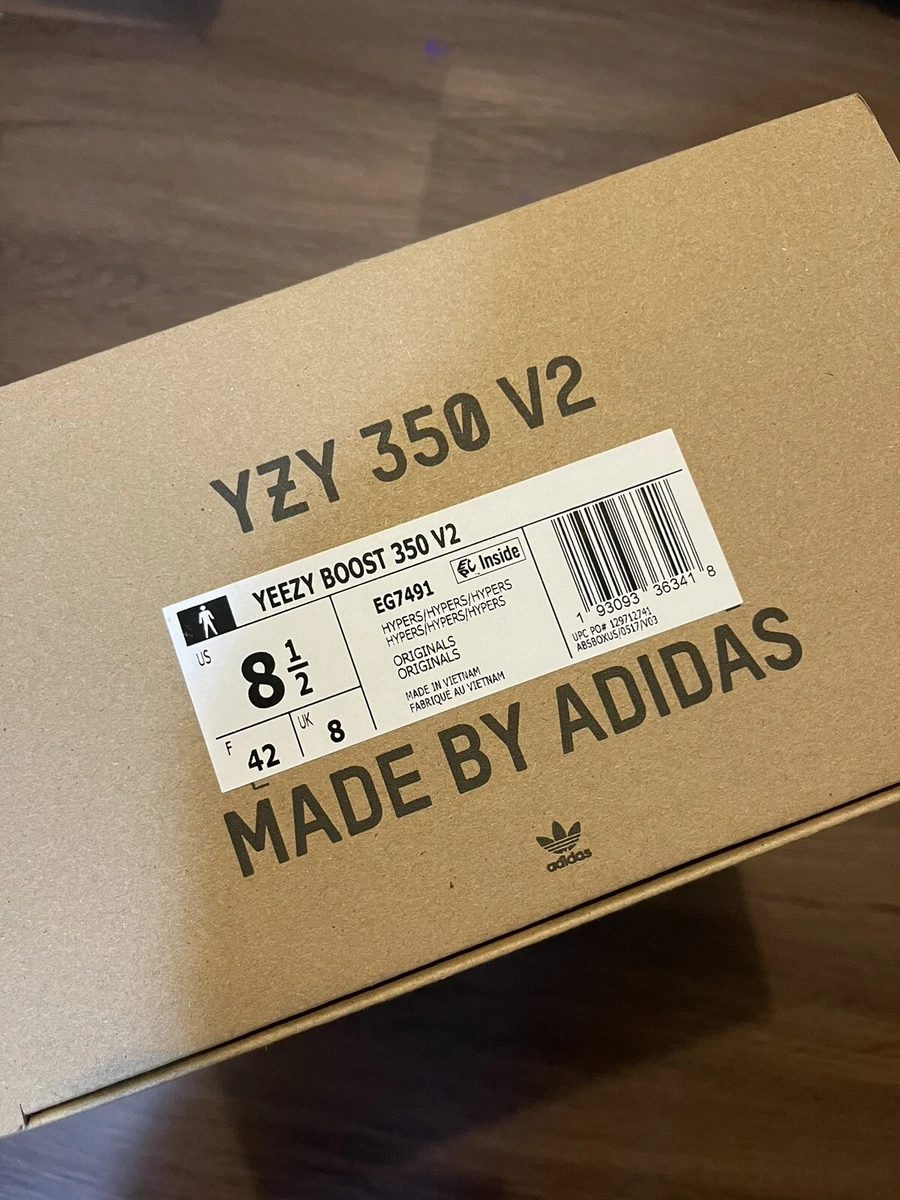 YZY 350 V2
YEEZY BOOST 350 V2
US
8 1/2
F
42
UK
8
EG7491
Inside
HYPERS/HYPERS/HYPERS
HYPERS/HYPERS/HYPERS
ORIGINALS
ORIGINALS
MADE IN VIETNAM
FABRIQUE AU VIETNAM
1 93093 36341 8
UPC PO# 129712741
ABSBOXUS/0517/V03
MADE BY ADIDAS
adidas